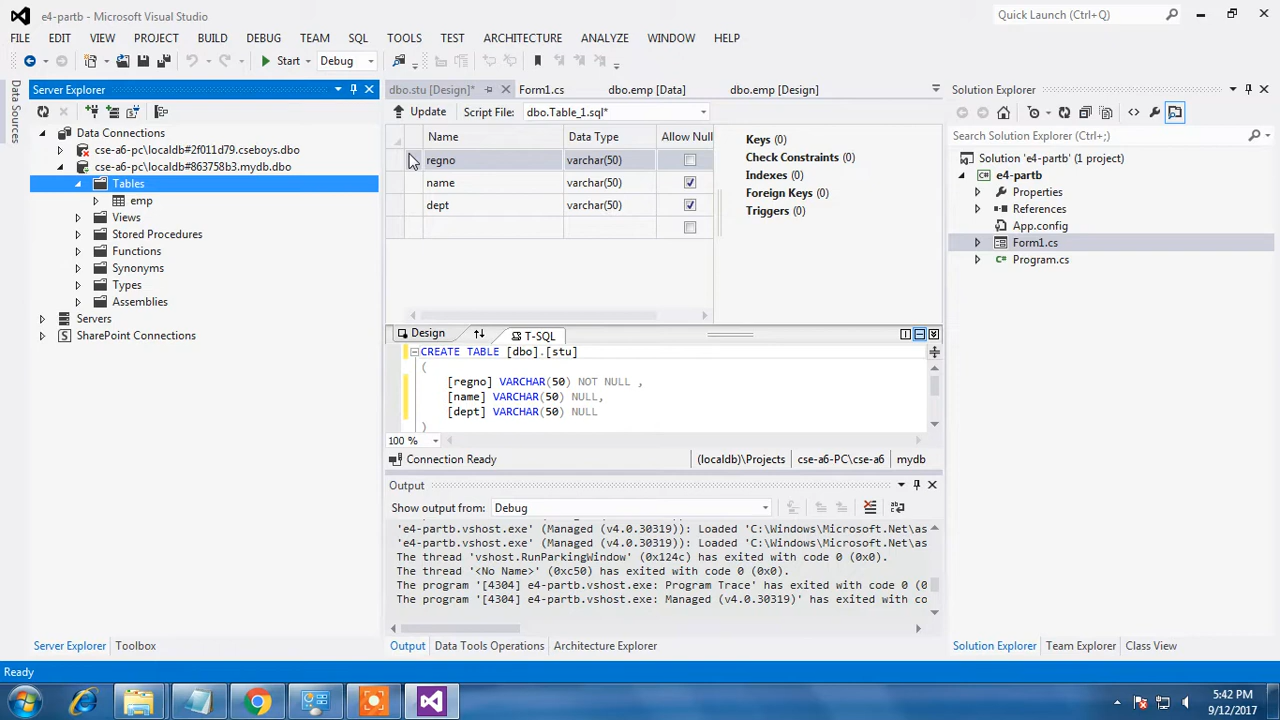 e4-partb - Microsoft Visual Studio
Quick Launch (Ctrl+Q)
FILE EDIT VIEW PROJECT BUILD DEBUG TEAM SQL TOOLS TEST ARCHITECTURE ANALYZE WINDOW HELP
Start Debug
Data Sources
Server Explorer
Data Connections
cse-a6-pc\localdb#2f011d79.cseboys.dbo
cse-a6-pc\localdb#863758b3.mydb.dbo
Tables
emp
Views
Stored Procedures
Functions
Synonyms
Types
Assemblies
Servers
SharePoint Connections
Server Explorer Toolbox
dbo.stu [Design]* Form1.cs dbo.emp [Data] dbo.emp [Design]
Update Script File: dbo.Table_1.sql*
Name Data Type Allow Null
regno varchar(50)
name varchar(50)
dept varchar(50)
Keys (0)
Check Constraints (0)
Indexes (0)
Foreign Keys (0)
Triggers (0)
Design T-SQL
CREATE TABLE [dbo].[stu]
(
[regno] VARCHAR(50) NOT NULL ,
[name] VARCHAR(50) NULL,
[dept] VARCHAR(50) NULL
)
100 %
Connection Ready (localdb)\Projects cse-a6-PC\cse-a6 mydb
Output
Show output from: Debug
'e4-partb.vshost.exe' (Managed (v4.0.30319)): Loaded 'C:\Windows\Microsoft.Net\as
'e4-partb.vshost.exe' (Managed (v4.0.30319)): Loaded 'C:\Windows\Microsoft.Net\as
The thread 'vshost.RunParkingWindow' (0x124c) has exited with code 0 (0x0).
The thread '<No Name>' (0xc50) has exited with code 0 (0x0).
The program '[4304] e4-partb.vshost.exe: Program Trace' has exited with code 0 (0
The program '[4304] e4-partb.vshost.exe: Managed (v4.0.30319)' has exited with co
Output Data Tools Operations Architecture Explorer
Solution Explorer
Search Solution Explorer (Ctrl+;)
Solution 'e4-partb' (1 project)
e4-partb
Properties
References
App.config
Form1.cs
Program.cs
Solution Explorer Team Explorer Class View
Ready
5:42 PM
9/12/2017